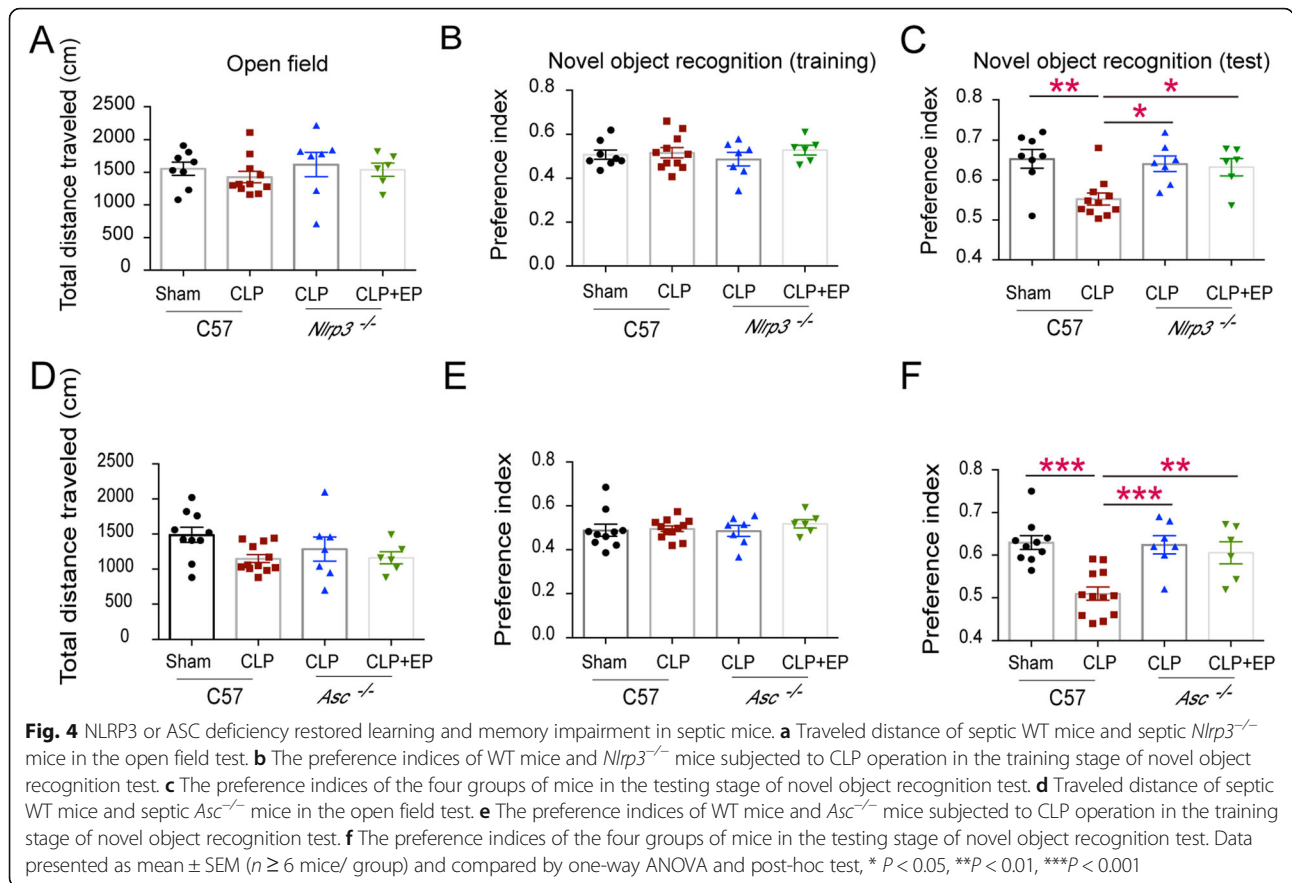 A
Open field
Total distance traveled (cm)
2500
2000
1500
1000
500
0
Sham CLP CLP CLP+EP
C57 Nlrp3 -/-
B
Novel object recognition (training)
Preference index
0.8
0.6
0.4
0.2
0.0
Sham CLP CLP CLP+EP
C57 Nlrp3 -/-
C
Novel object recognition (test)
Preference index
0.8
0.7
0.6
0.5
0.4
** * *
Sham CLP CLP CLP+EP
C57 Nlrp3 -/-
D
Total distance traveled (cm)
2500
2000
1500
1000
500
0
Sham CLP CLP CLP+EP
C57 Asc -/-
E
Preference index
0.8
0.6
0.4
0.2
0.0
Sham CLP CLP CLP+EP
C57 Asc -/-
F
Preference index
0.8
0.7
0.6
0.5
0.4
*** ** ***
Sham CLP CLP CLP+EP
C57 Asc -/-
Fig. 4 NLRP3 or ASC deficiency restored learning and memory impairment in septic mice. a Traveled distance of septic WT mice and septic Nlrp3−/−
mice in the open field test. b The preference indices of WT mice and Nlrp3−/− mice subjected to CLP operation in the training stage of novel object
recognition test. c The preference indices of the four groups of mice in the testing stage of novel object recognition test. d Traveled distance of septic
WT mice and septic Asc−/− mice in the open field test. e The preference indices of WT mice and Asc−/− mice subjected to CLP operation in the training
stage of novel object recognition test. f The preference indices of the four groups of mice in the testing stage of novel object recognition test. Data
presented as mean ± SEM (n ≥ 6 mice/ group) and compared by one-way ANOVA and post-hoc test, * P < 0.05, **P < 0.01, ***P < 0.001